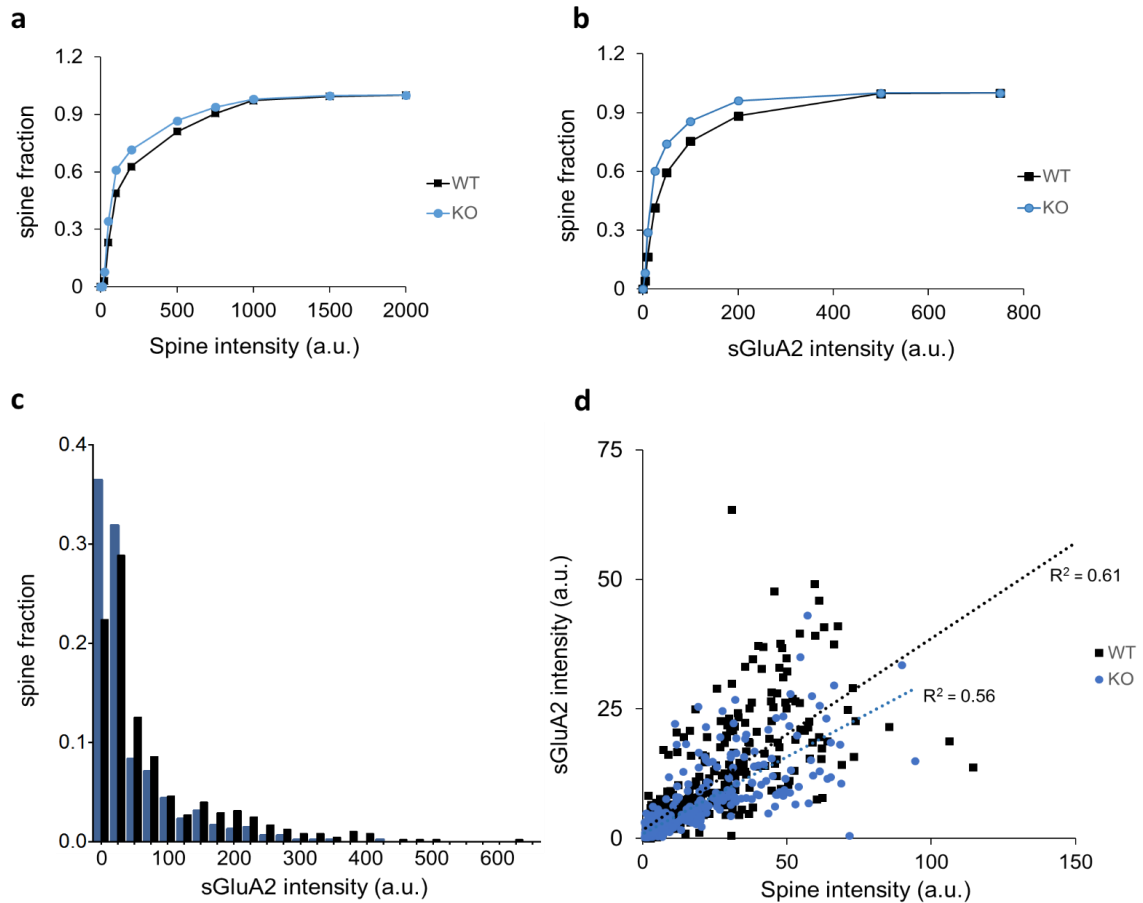 a
1.2
0.9
0.6
0.3
0
spine fraction
0 500 1000 1500 2000
Spine intensity (a.u.)
WT
KO
b
1.2
0.9
0.6
0.3
0
spine fraction
0 200 400 600 800
sGluA2 intensity (a.u.)
WT
KO
c
0.4
0.3
0.2
0.1
0.0
spine fraction
0 100 200 300 400 500 600
sGluA2 intensity (a.u.)
d
75
50
25
0
sGluA2 intensity (a.u.)
R² = 0.61
R² = 0.56
0 50 100 150
Spine intensity (a.u.)
WT
KO